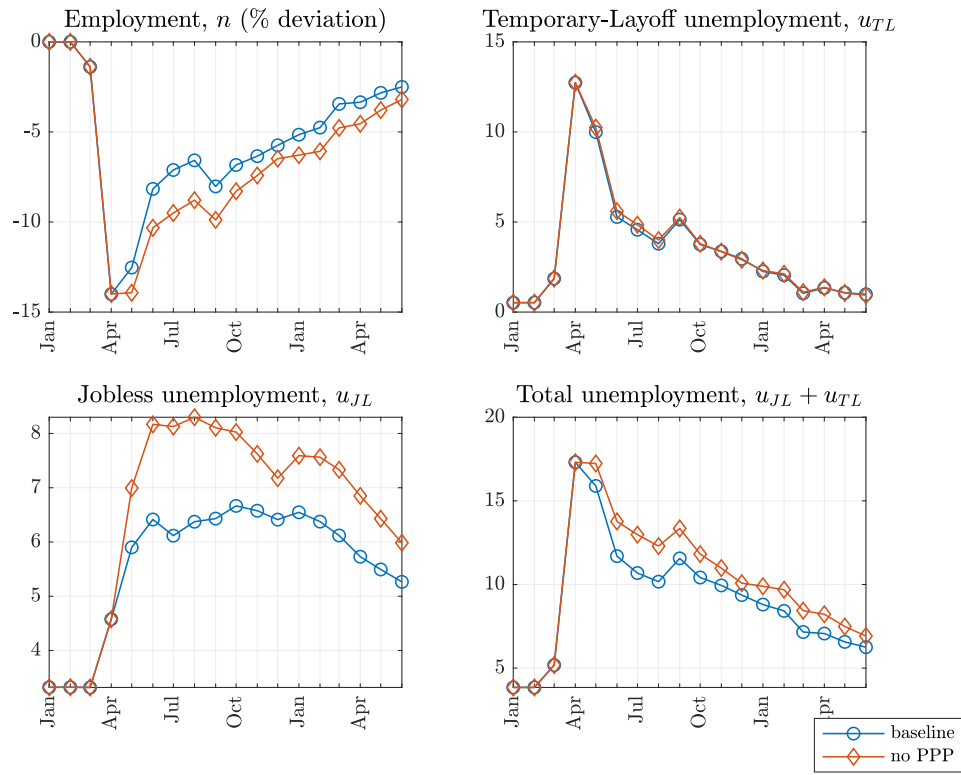 Employment, n (% deviation)
0
-5
-10
-15
Jan
Apr
Jul
Oct
Jan
Apr
Temporary-Layoff unemployment, u_TL
15
10
5
0
Jan
Apr
Jul
Oct
Jan
Apr
Jobless unemployment, u_JL
8
7
6
5
4
Jan
Apr
Jul
Oct
Jan
Apr
Total unemployment, u_JL + u_TL
20
15
10
5
Jan
Apr
Jul
Oct
Jan
Apr
baseline
no PPP